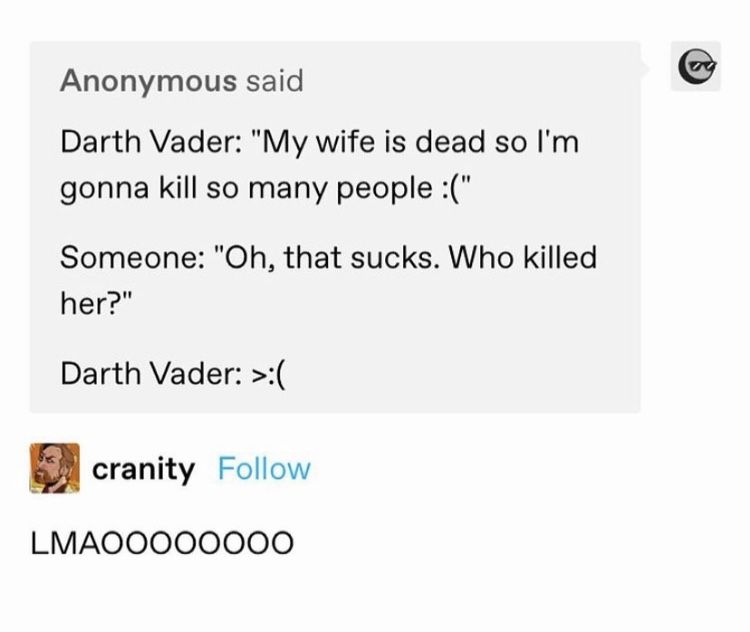 Anonymous said
Darth Vader: "My wife is dead so I'm
gonna kill so many people :("
Someone: "Oh, that sucks. Who killed
her?"
Darth Vader: >:(
cranity Follow
LMAOOOOOOOO